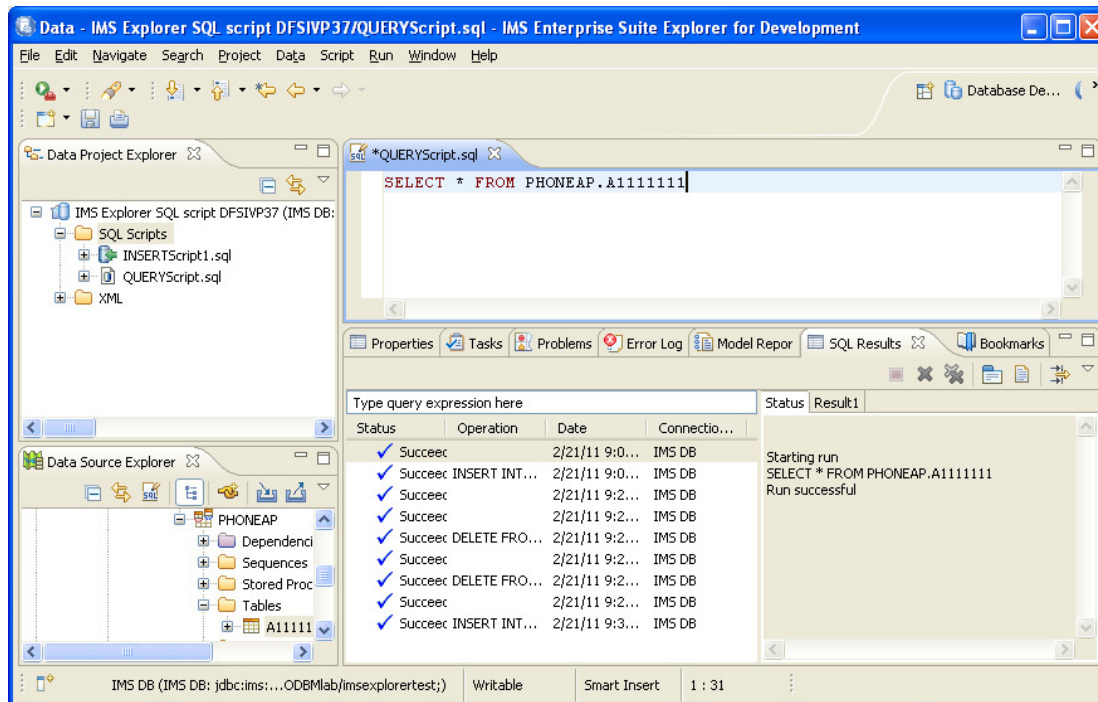 Data - IMS Explorer SQL script DFSIVP37/QUERYScript.sql - IMS Enterprise Suite Explorer for Development
File Edit Navigate Search Project Data Script Run Window Help
Database De...
Data Project Explorer
IMS Explorer SQL script DFSIVP37 (IMS DB:
SQL Scripts
INSERTScript1.sql
QUERYScript.sql
XML
*QUERYScript.sql
SELECT * FROM PHONEAP.A1111111
Properties Tasks Problems Error Log Model Repor SQL Results Bookmarks
Type query expression here
Status Operation Date Connectio...
Succeec 2/21/11 9:0... IMS DB
Succeec INSERT INT... 2/21/11 9:0... IMS DB
Succeec 2/21/11 9:2... IMS DB
Succeec 2/21/11 9:2... IMS DB
Succeec DELETE FRO... 2/21/11 9:2... IMS DB
Succeec 2/21/11 9:2... IMS DB
Succeec DELETE FRO... 2/21/11 9:2... IMS DB
Succeec 2/21/11 9:2... IMS DB
Succeec INSERT INT... 2/21/11 9:3... IMS DB
Status Result1
Starting run
SELECT * FROM PHONEAP.A1111111
Run successful
Data Source Explorer
PHONEAP
Dependenci
Sequences
Stored Proc
Tables
A11111
IMS DB (IMS DB: jdbc:ims:...ODBMlab/imsexplorertest;) Writable Smart Insert 1 : 31